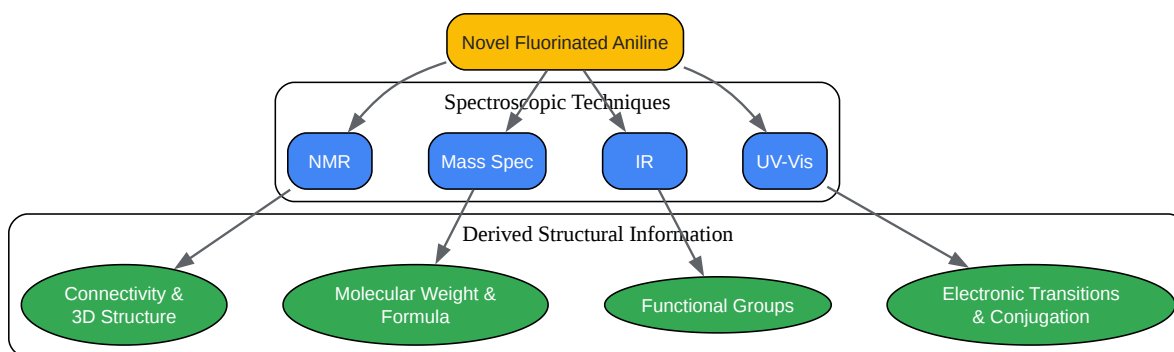 Novel Fluorinated Aniline
Spectroscopic Techniques
NMR
Mass Spec
IR
UV-Vis
Derived Structural Information
Connectivity &
3D Structure
Molecular Weight &
Formula
Functional Groups
Electronic Transitions
& Conjugation